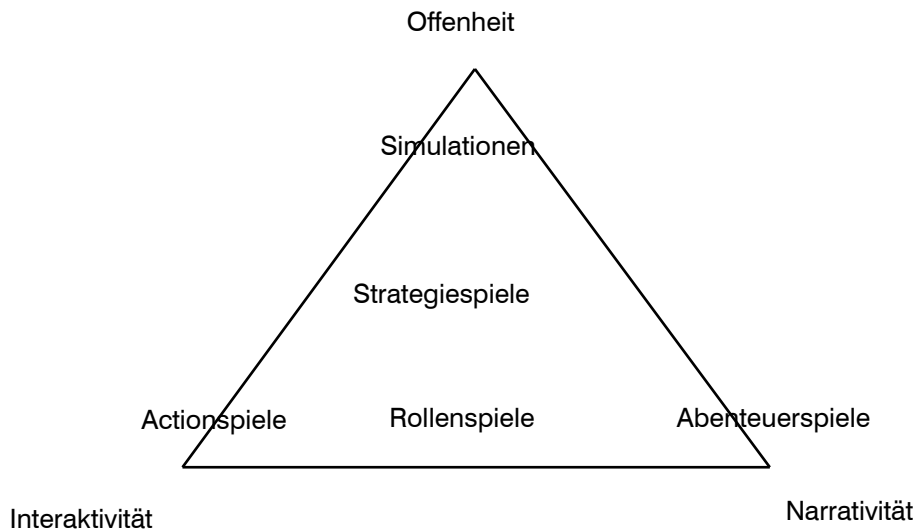 Offenheit
Simulationen
Strategiespiele
Actionspiele
Rollenspiele
Abenteuerspiele
Interaktivität
Narrativität